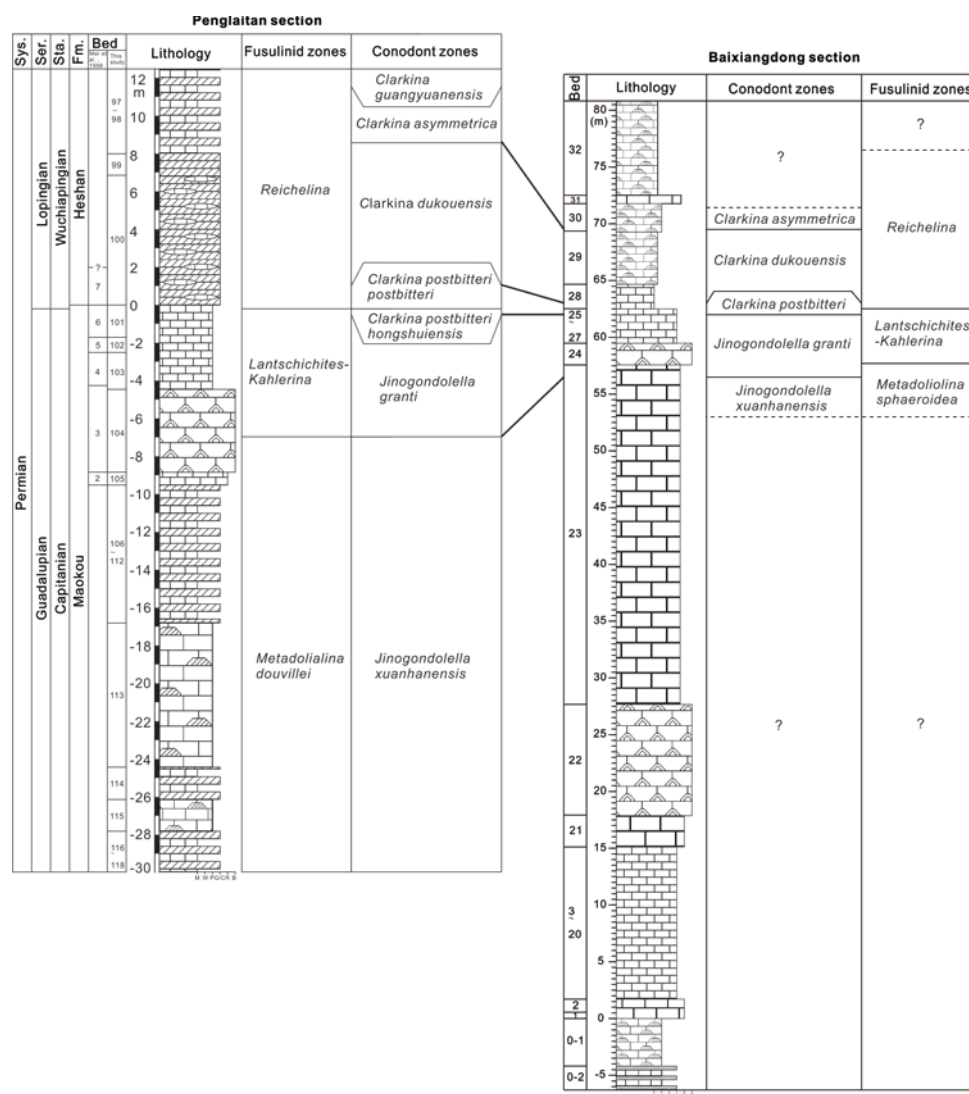 Penglaitan section
Sys.
Ser.
Sta.
Fm.
Bed
Mei et al. 1998
This study
Lithology
Fusulinid zones
Conodont zones
Permian
Lopingian
Guadalupian
Wuchiapingian
Capitanian
Heshan
Maokou
?
7
6
5
4
3
2
97
~
98
99
100
101
102
103
104
105
106
~
112
113
114
115
116
~
118
12
m
10
8
6
4
2
0
-2
-4
-6
-8
-10
-12
-14
-16
-18
-20
-22
-24
-26
-28
-30
M W PG/CR B
Reichelina
Lantschichites-
Kahlerina
Metadolialina
douvillei
Clarkina
guangyuanensis
Clarkina asymmetrica
Clarkina dukouensis
Clarkina postbitteri
postbitteri
Clarkina postbitteri
hongshuiensis
Jinogondolella
granti
Jinogondolella
xuanhanensis
Baixiangdong section
Bed
Lithology
Conodont zones
Fusulinid zones
32
31
30
29
28
25
~
27
24
23
22
21
3
~
20
2
1
0-1
0-2
80
(m)
75
70
65
60
55
50
45
40
35
30
25
20
15
10
5
0
-5
?
Clarkina asymmetrica
Clarkina dukouensis
Clarkina postbitteri
Jinogondolella granti
Jinogondolella
xuanhanensis
?
?
Reichelina
Lantschichites
-Kahlerina
Metadoliolina
sphaeroidea
?